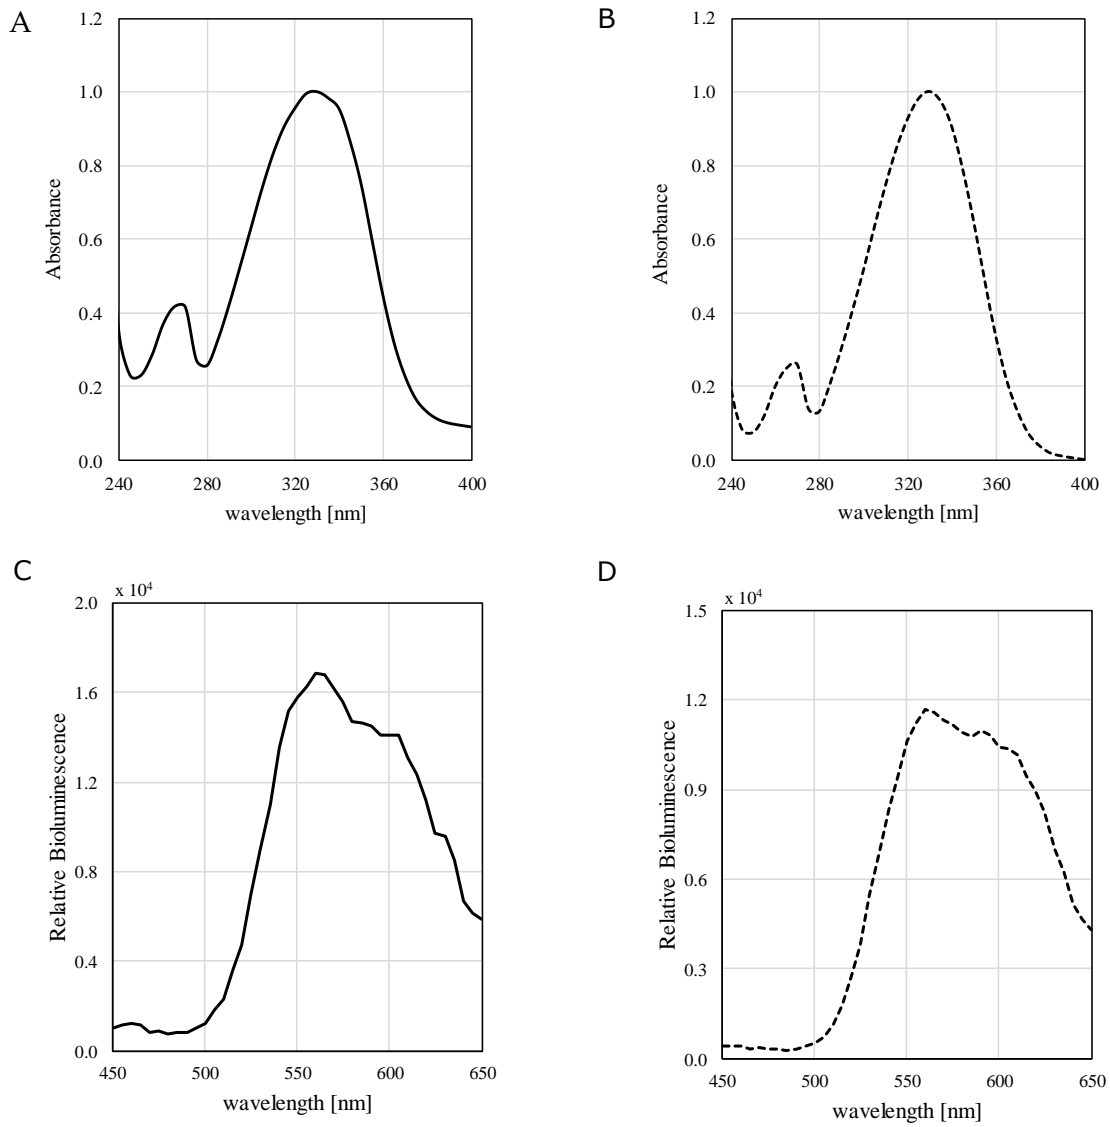 A
1.2
1.0
0.8
0.6
0.4
0.2
0.0
Absorbance
240 280 320 360 400
wavelength [nm]
B
1.2
1.0
0.8
0.6
0.4
0.2
0.0
Absorbance
240 280 320 360 400
wavelength [nm]
C
x 10⁴
2.0
1.6
1.2
0.8
0.4
0.0
Relative Bioluminescence
450 500 550 600 650
wavelength [nm]
D
x 10⁴
1.5
1.2
0.9
0.6
0.3
0.0
Relative Bioluminescence
450 500 550 600 650
wavelength [nm]